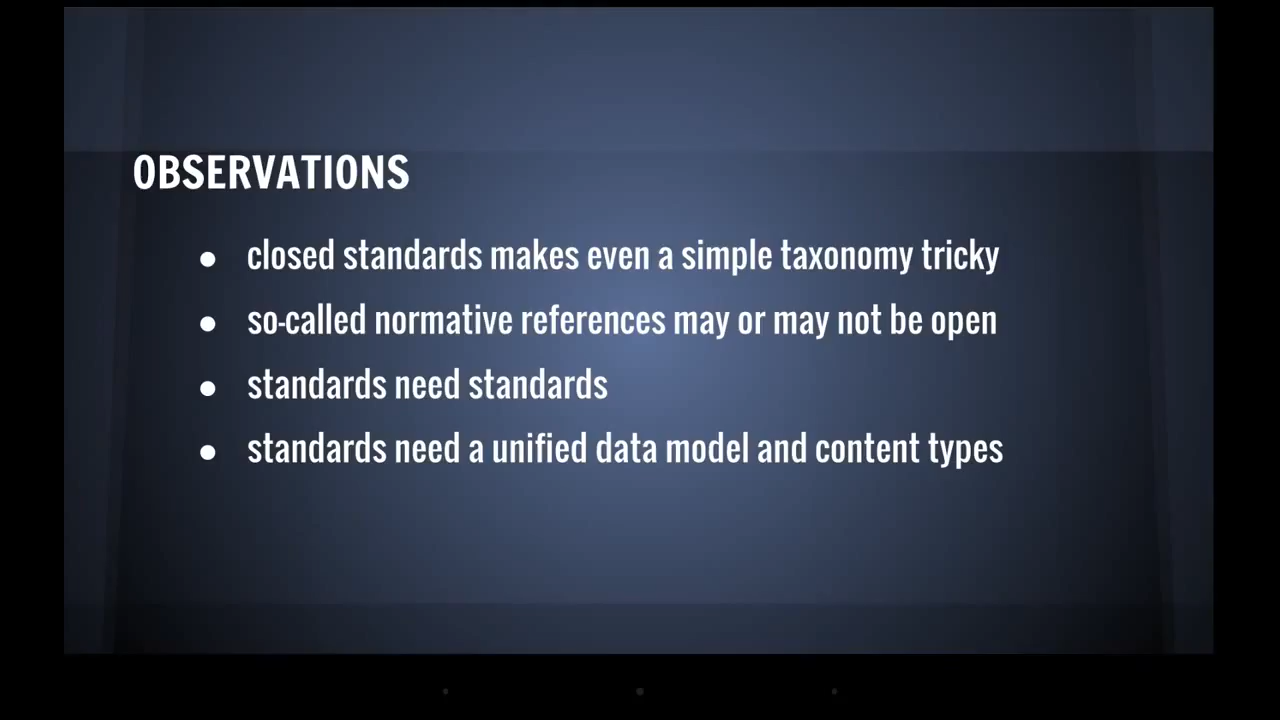 OBSERVATIONS
● closed standards makes even a simple taxonomy tricky
● so-called normative references may or may not be open
● standards need standards
● standards need a unified data model and content types